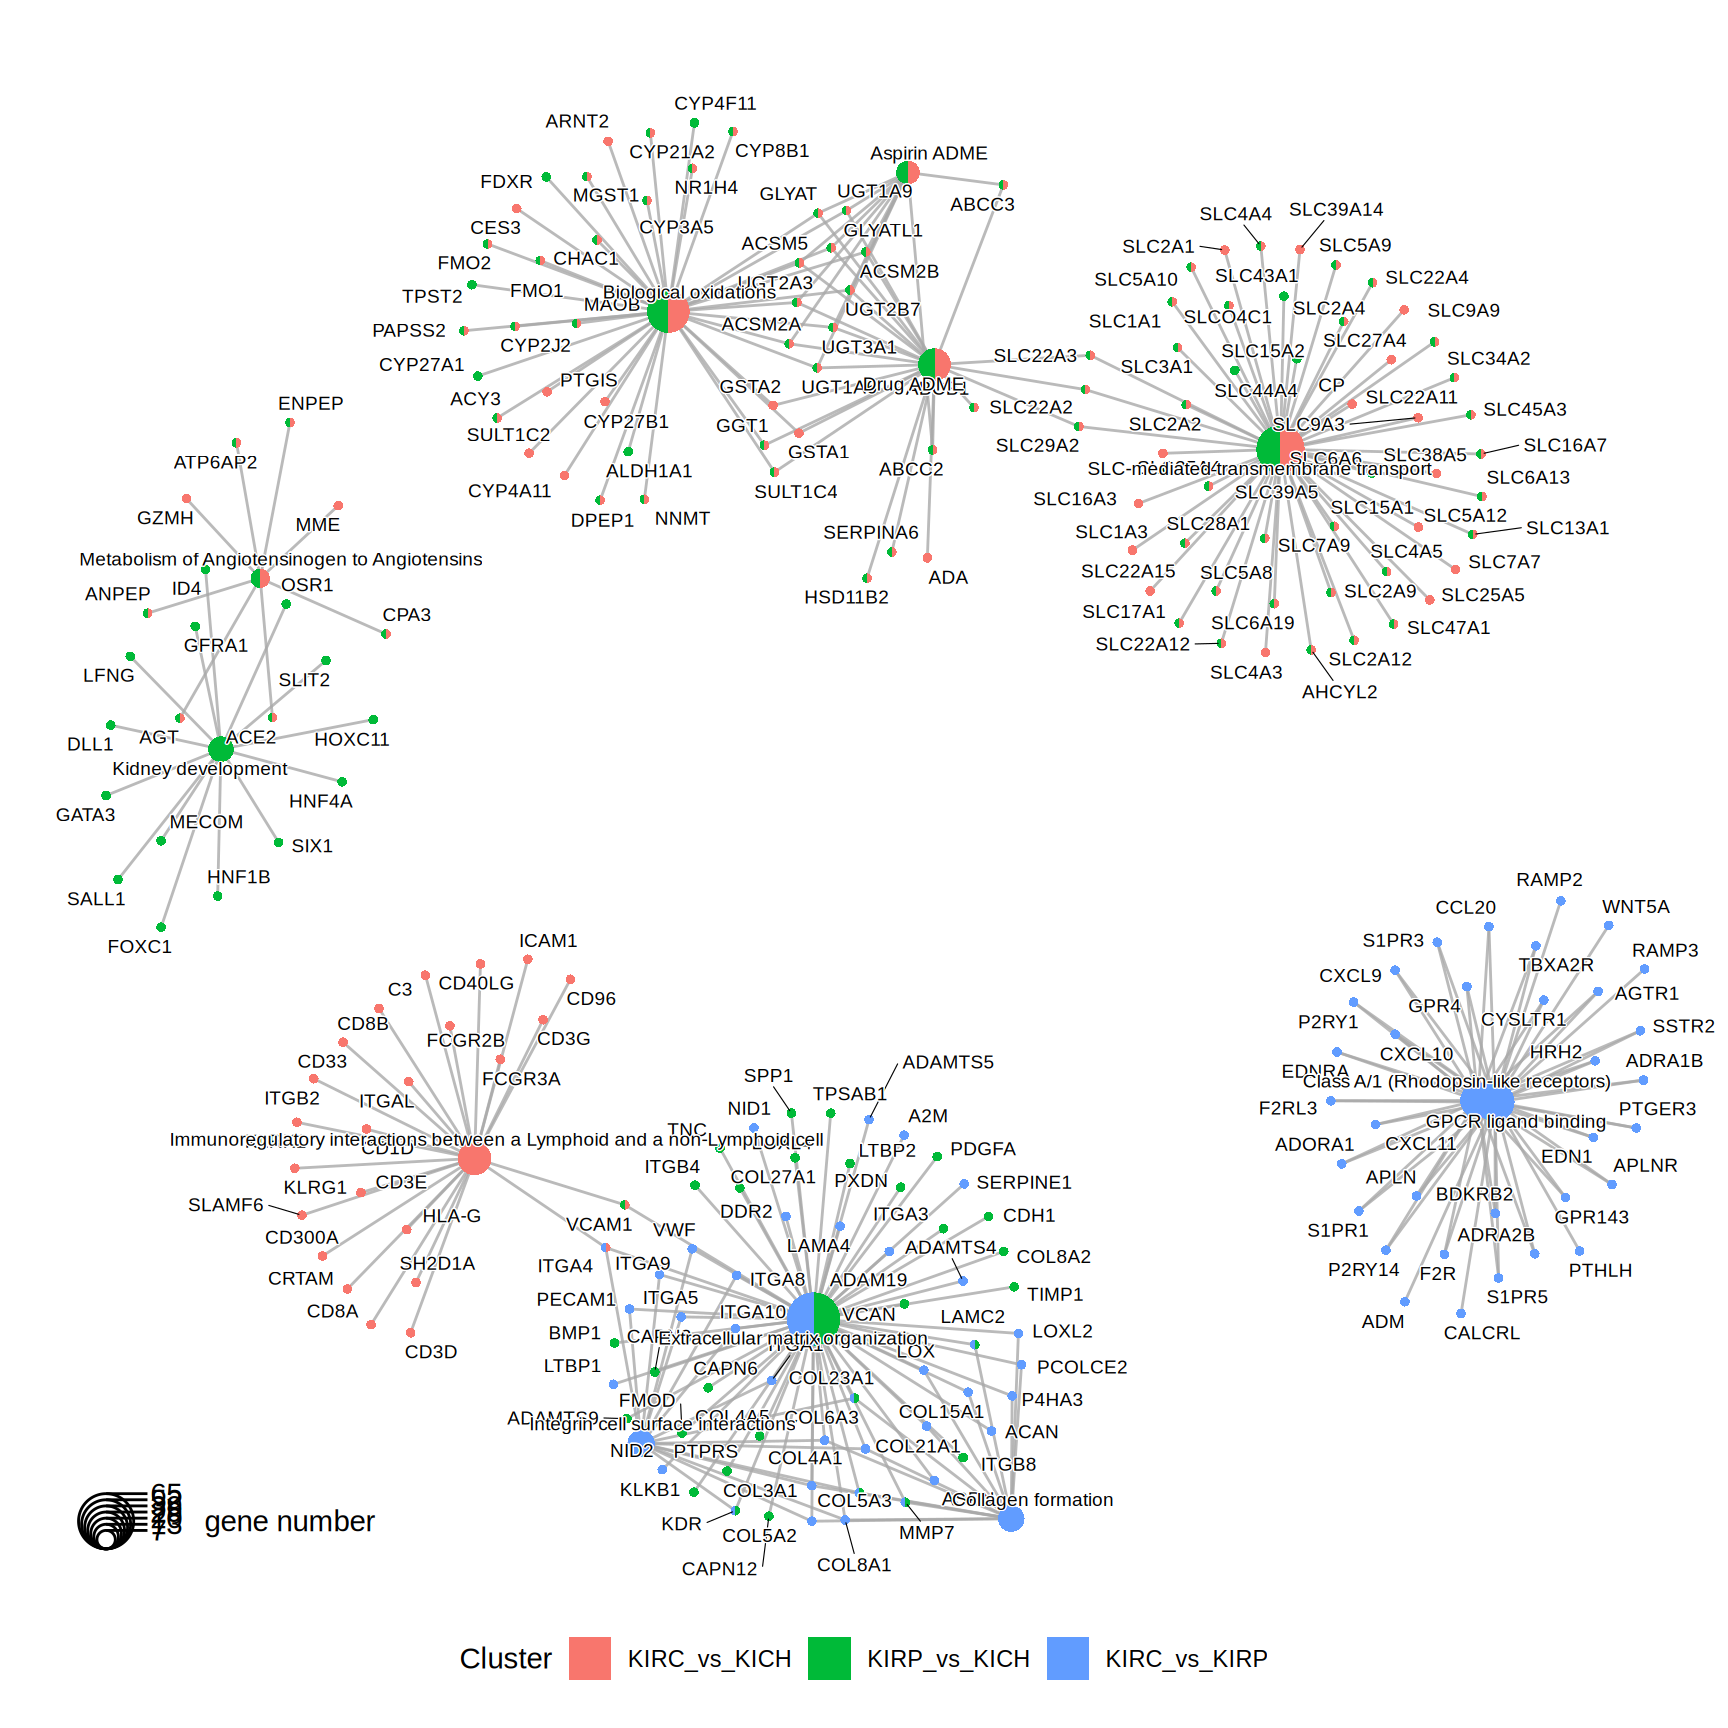 CYP4F11
ARNT2
CYP21A2
CYP8B1
Aspirin ADME
FDXR
MGST1
NR1H4
GLYAT
UGT1A9
ABCC3
CES3
CYP3A5
GLYATL1
ACSM5
FMO2
CHAC1
ACSM2B
TPST2
FMO1
UGT2A3
Biological oxidations
MAOB
UGT2B7
PAPSS2
ACSM2A
CYP2J2
UGT3A1
CYP27A1
PTGIS
GSTA2
Drug ADME
ACY3
CYP27B1
GGT1
SULT1C2
GSTA1
ALDH1A1
ABCC2
CYP4A11
SULT1C4
DPEP1
NNMT
SERPINA6
ADA
HSD11B2
SLC4A4
SLC39A14
SLC2A1
SLC5A9
SLC5A10
SLC43A1
SLC22A4
SLC1A1
SLCO4C1
SLC2A4
SLC9A9
SLC22A3
SLC3A1
SLC15A2
SLC27A4
SLC34A2
SLC44A4
CP
SLC22A11
SLC22A2
SLC2A2
SLC9A3
SLC45A3
SLC29A2
SLC6A6
SLC38A5
SLC16A7
SLC-mediated transmembrane transport
SLC6A13
SLC16A3
SLC39A5
SLC15A1
SLC5A12
SLC1A3
SLC28A1
SLC13A1
SLC7A9
SLC4A5
SLC7A7
SLC22A15
SLC5A8
SLC2A9
SLC25A5
SLC17A1
SLC6A19
SLC47A1
SLC22A12
SLC4A3
SLC2A12
AHCYL2
ENPEP
ATP6AP2
GZMH
MME
Metabolism of Angiotensinogen to Angiotensins
ANPEP
ID4
OSR1
CPA3
GFRA1
LFNG
SLIT2
DLL1
AGT
ACE2
HOXC11
Kidney development
HNF4A
GATA3
MECOM
SIX1
HNF1B
SALL1
FOXC1
ICAM1
C3
CD40LG
CD96
CD8B
FCGR2B
CD3G
CD33
FCGR3A
ITGB2
ITGAL
Immunoregulatory interactions between a Lymphoid and a non-Lymphoid cell
CD1D
KLRG1
CD3E
SLAMF6
HLA-G
CD300A
SH2D1A
CRTAM
CD8A
CD3D
VCAM1
ITGA4
ADAMTS5
SPP1
TPSAB1
NID1
A2M
TNC
LTBP2
PDGFA
ITGB4
COL27A1
PXDN
SERPINE1
DDR2
ITGA3
CDH1
VWF
LAMA4
ADAMTS4
COL8A2
ITGA9
ITGA8
ADAM19
TIMP1
PECAM1
ITGA5
ITGA10
VCAN
LAMC2
LOXL2
BMP1
Extracellular matrix organization
ITGA1
LOX
LTBP1
CAPN6
COL23A1
PCOLCE2
FMOD
P4HA3
ADAMTS9
COL4A5
COL6A3
COL15A1
ACAN
Integrin cell surface interactions
NID2
PTPRS
COL4A1
COL21A1
ITGB8
KLKB1
COL3A1
COL5A3
Collagen formation
KDR
COL5A2
MMP7
CAPN12
COL8A1
RAMP2
CCL20
WNT5A
S1PR3
RAMP3
CXCL9
TBXA2R
AGTR1
P2RY1
GPR4
CYSLTR1
SSTR2
CXCL10
HRH2
ADRA1B
EDNRA
Class A/1 (Rhodopsin-like receptors)
F2RL3
GPCR ligand binding
PTGER3
ADORA1
CXCL11
EDN1
APLNR
APLN
BDKRB2
GPR143
S1PR1
ADRA2B
P2RY14
F2R
PTHLH
S1PR5
ADM
CALCRL
65
gene number
Cluster
KIRC_vs_KICH
KIRP_vs_KICH
KIRC_vs_KIRP